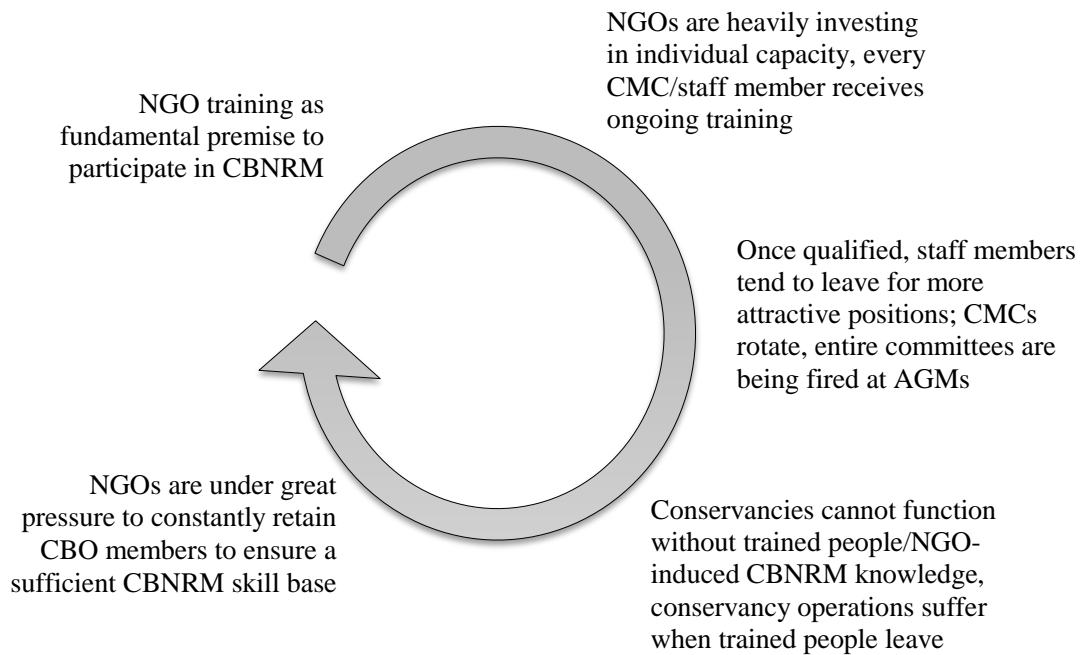 NGO training as
fundamental premise to
participate in CBNRM
NGOs are heavily investing
in individual capacity, every
CMC/staff member receives
ongoing training
Once qualified, staff members
tend to leave for more
attractive positions; CMCs
rotate, entire committees are
being fired at AGMs
Conservancies cannot function
without trained people/NGO-
induced CBNRM knowledge,
conservancy operations suffer
when trained people leave
NGOs are under great
pressure to constantly retain
CBO members to ensure a
sufficient CBNRM skill base